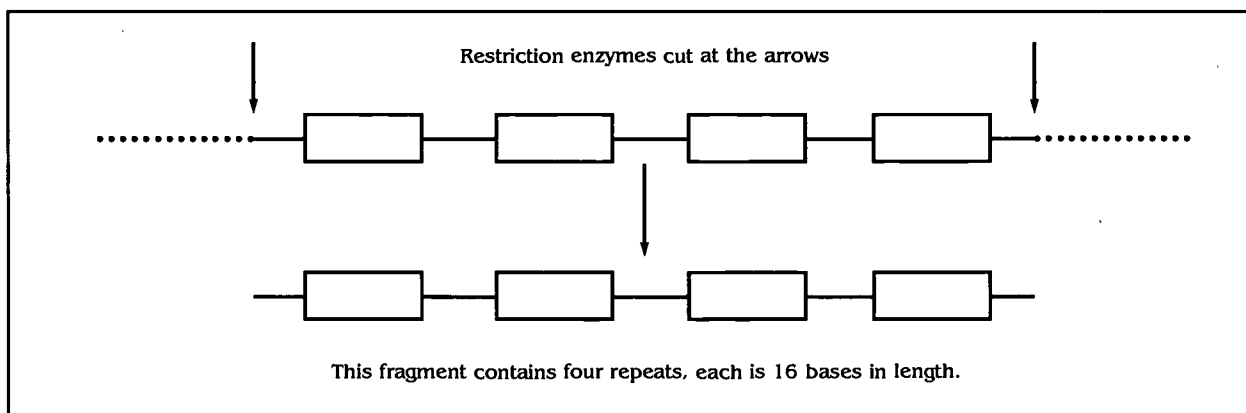 Restriction enzymes cut at the arrows
This fragment contains four repeats, each is 16 bases in length.